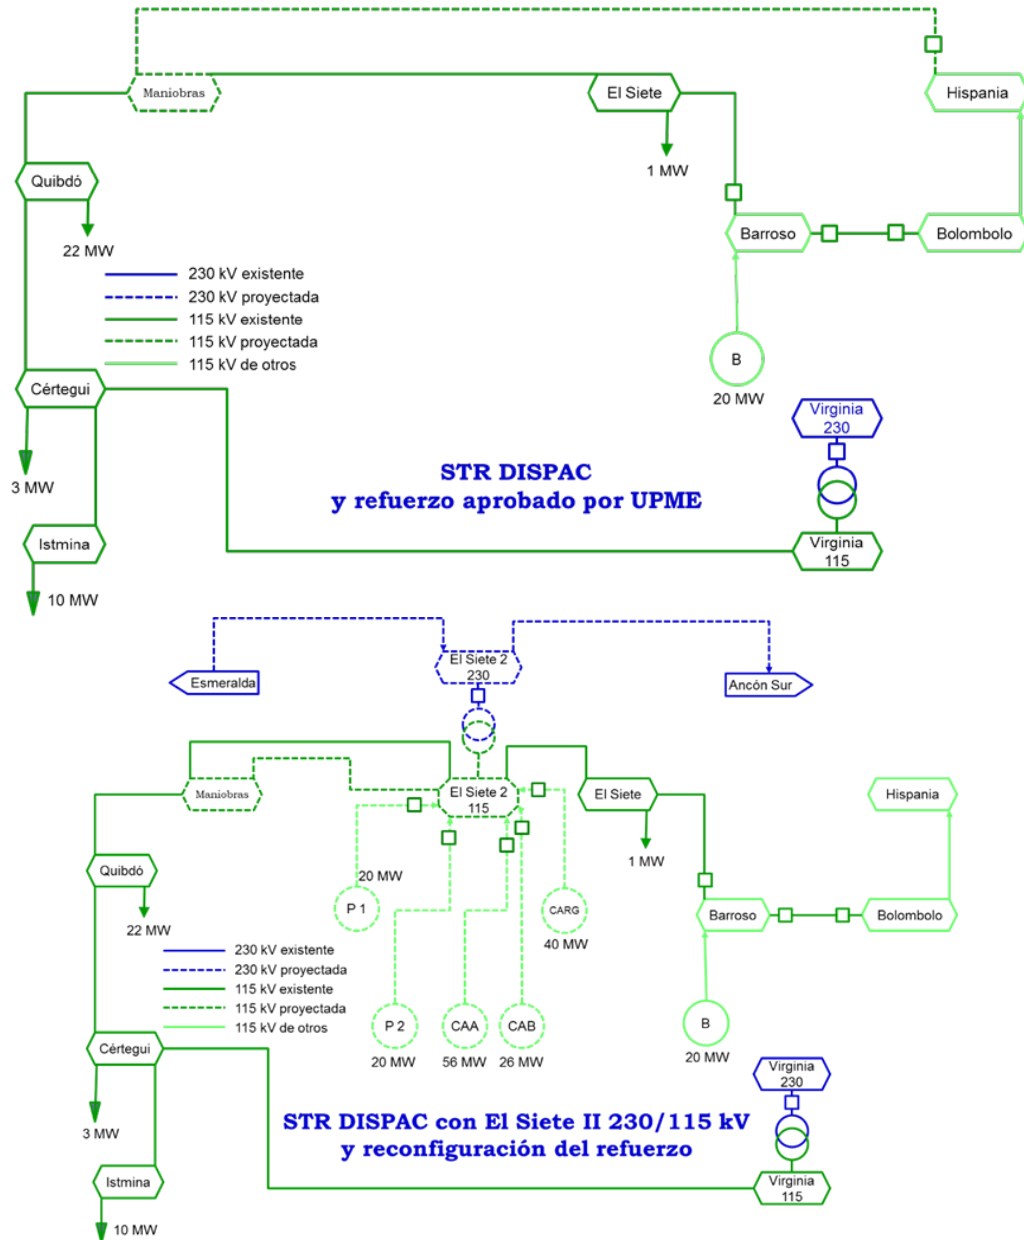 Maniobras
El Siete
Hispania
1 MW
Quibdó
22 MW
Barroso
Bolombolo
230 kV existente
230 kV proyectada
115 kV existente
115 kV proyectada
115 kV de otros
B
20 MW
Cértegui
3 MW
Virginia
230
STR DISPAC
y refuerzo aprobado por UPME
Istmina
10 MW
Virginia
115
El Siete 2
230
Esmeralda
Ancón Sur
Maniobras
El Siete 2
115
El Siete
Hispania
1 MW
Quibdó
22 MW
20 MW
P 1
CARG
40 MW
Barroso
Bolombolo
230 kV existente
230 kV proyectada
115 kV existente
115 kV proyectada
115 kV de otros
P 2
20 MW
CAA
56 MW
CAB
26 MW
B
20 MW
Cértegui
3 MW
Virginia
230
STR DISPAC con El Siete II 230/115 kV
y reconfiguración del refuerzo
Istmina
10 MW
Virginia
115